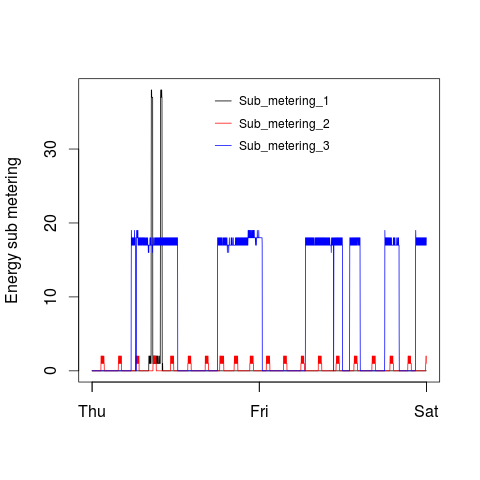 Sub_metering_1
Sub_metering_2
Sub_metering_3
Energy sub metering
30
20
10
0
Thu Fri Sat